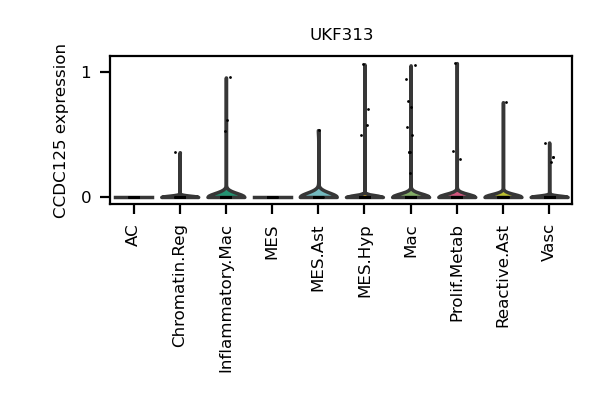 UKF313
CCDC125 expression
1
0
AC
Chromatin.Reg
Inflammatory.Mac
MES
MES.Ast
MES.Hyp
Mac
Prolif.Metab
Reactive.Ast
Vasc